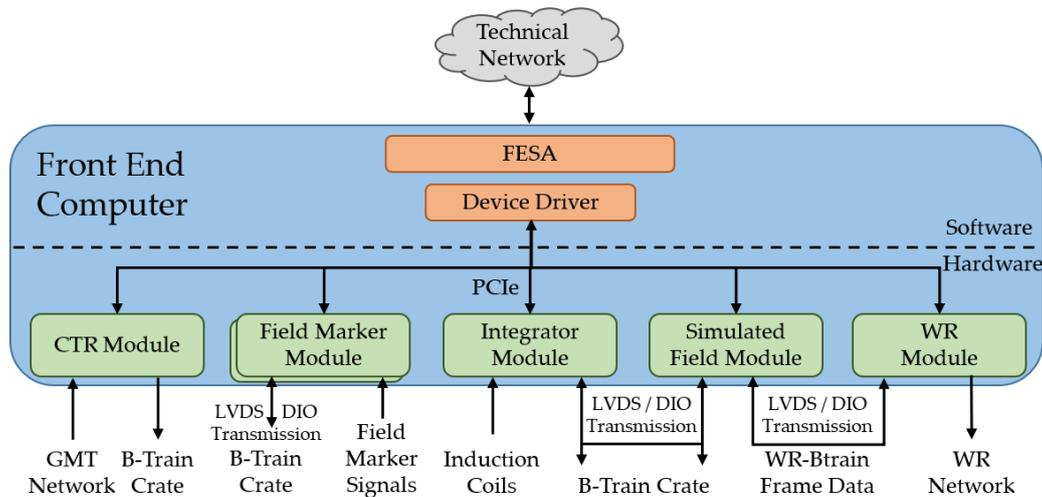 Technical
Network
Front End
Computer
FESA
Device Driver
Software
Hardware
PCIe
CTR Module
Field Marker
Module
Integrator
Module
Simulated
Field Module
WR
Module
GMT
Network
B-Train
Crate
LVDS DIO
Transmission
B-Train
Crate
Field
Marker
Signals
Induction
Coils
LVDS / DIO
Transmission
B-Train Crate
LVDS / DIO
Transmission
WR-Btrain
Frame Data
WR
Network